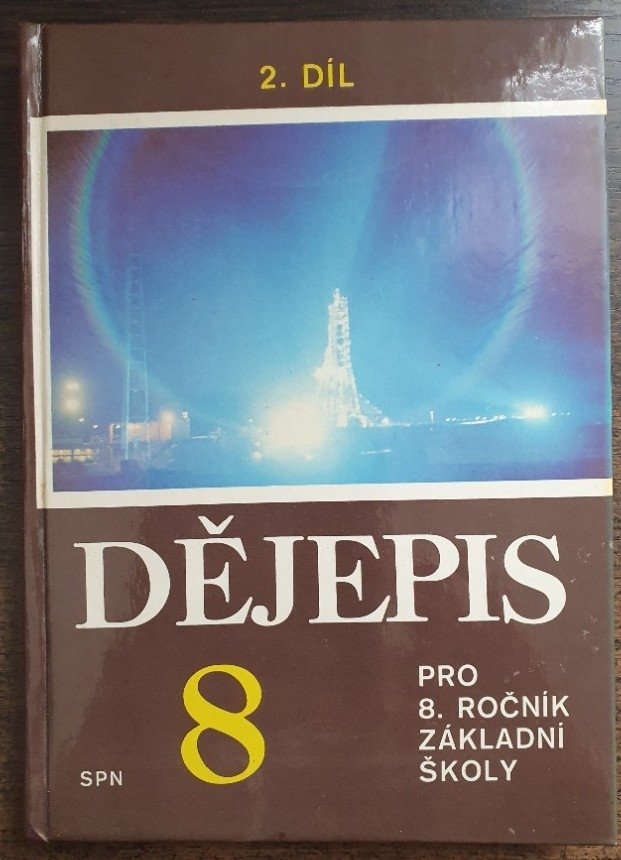 2. DÍL
DĚJEPIS
8
PRO
8. ROČNÍK
ZÁKLADNÍ
ŠKOLY
SPN